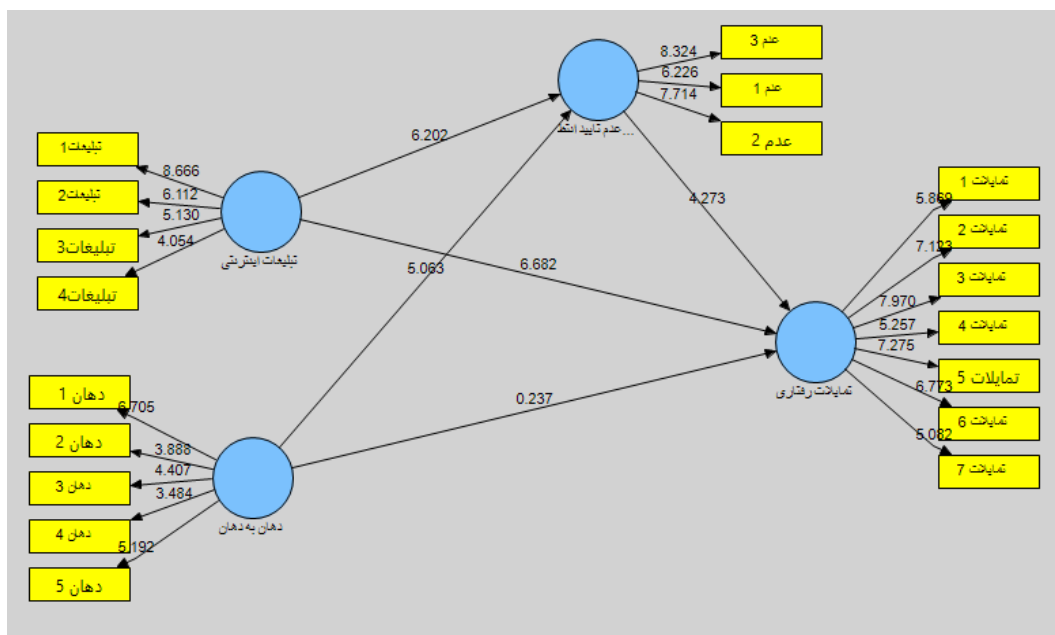 عدم 3
8.324
6.226
عدم 1
7.714
عدم 2
عدم تایید انتظ...
6.202
تبلیغات1
8.666
تبلیغات2
6.112
5.130
تبلیغات3
4.054
تبلیغات4
تبلیغات اینترنتی
4.273
5.063
6.682
0.237
تمایلات 1
5.869
تمایلات 2
7.123
تمایلات 3
7.970
5.257
تمایلات 4
7.275
تمایلات 5
6.773
تمایلات 6
5.082
تمایلات 7
تمایلات رفتاری
دهان 1
6.705
دهان 2
3.888
4.407
دهان 3
3.484
دهان 4
5.192
دهان 5
دهان به دهان